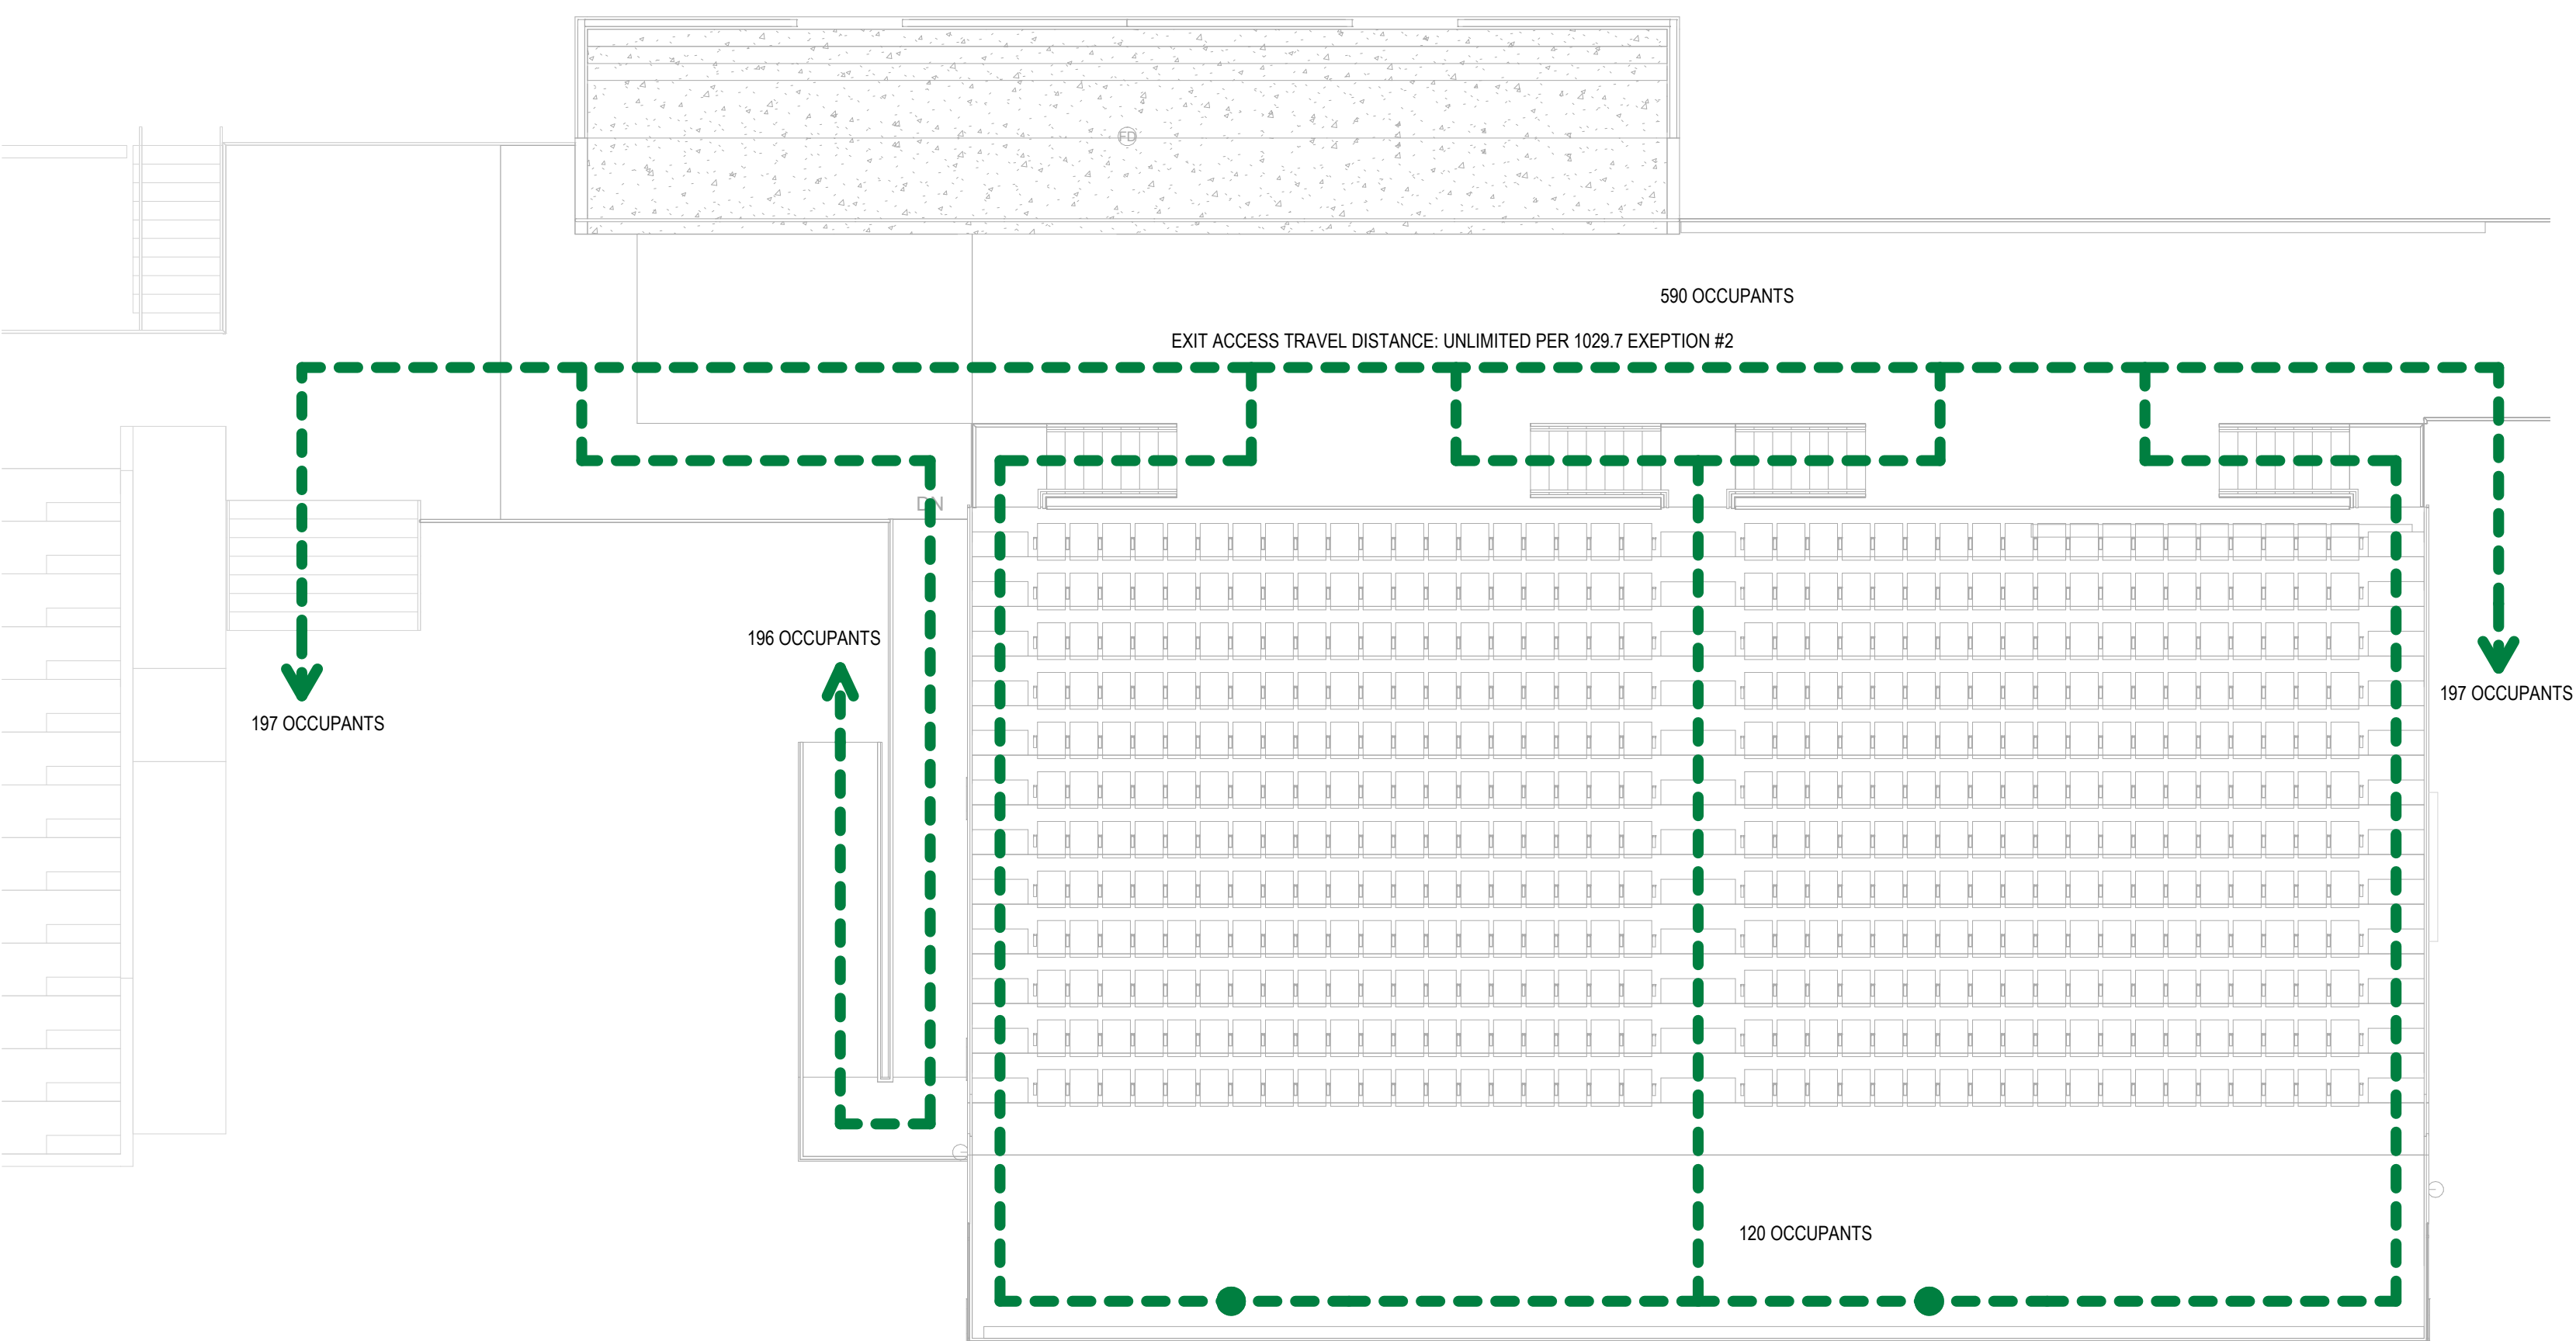 FD
590 OCCUPANTS
EXIT ACCESS TRAVEL DISTANCE: UNLIMITED PER 1029.7 EXEPTION #2
DN
196 OCCUPANTS
197 OCCUPANTS
197 OCCUPANTS
120 OCCUPANTS